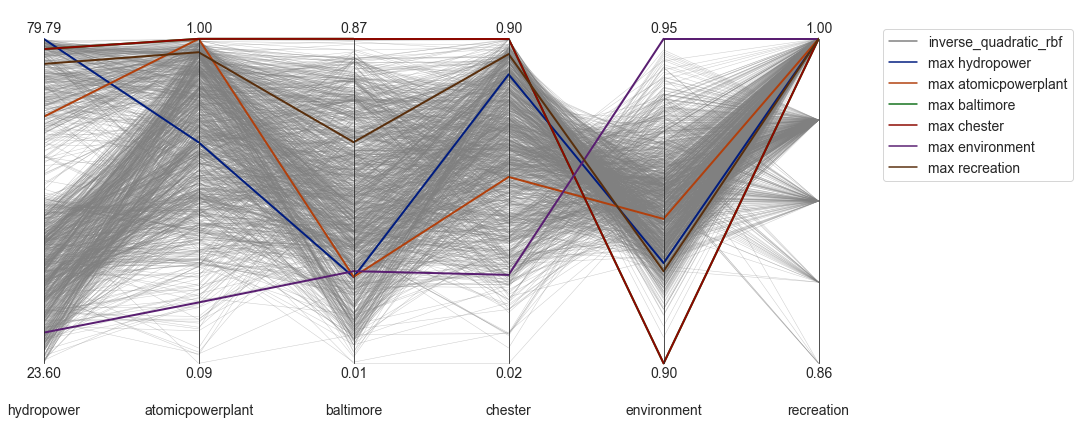 79.79 1.00 0.87 0.90 0.95 1.00
inverse_quadratic_rbf
max hydropower
max atomicpowerplant
max baltimore
max chester
max environment
max recreation
23.60 0.09 0.01 0.02 0.90 0.86
hydropower atomicpowerplant baltimore chester environment recreation